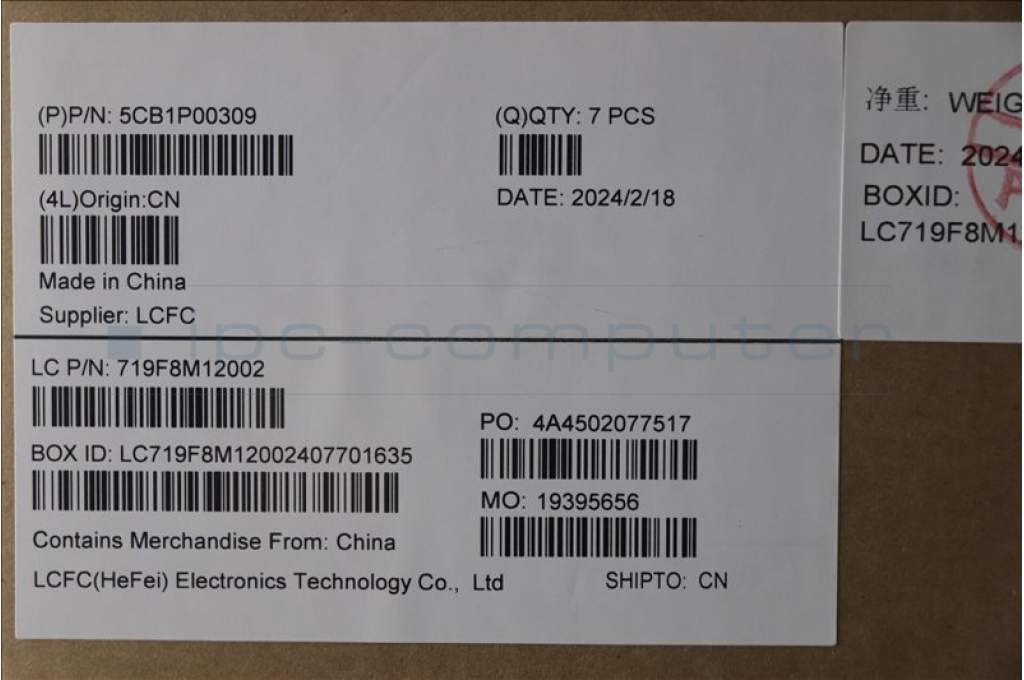 (P)P/N: 5CB1P00309
(Q)QTY: 7 PCS
(4L)Origin:CN
DATE: 2024/2/18
Made in China
Supplier: LCFC
净重: WEIG
DATE: 2024
BOXID:
LC719F8M1
ipc-computer
LC P/N: 719F8M12002
PO: 4A4502077517
BOX ID: LC719F8M12002407701635
MO: 19395656
Contains Merchandise From: China
LCFC(HeFei) Electronics Technology Co., Ltd
SHIPTO: CN